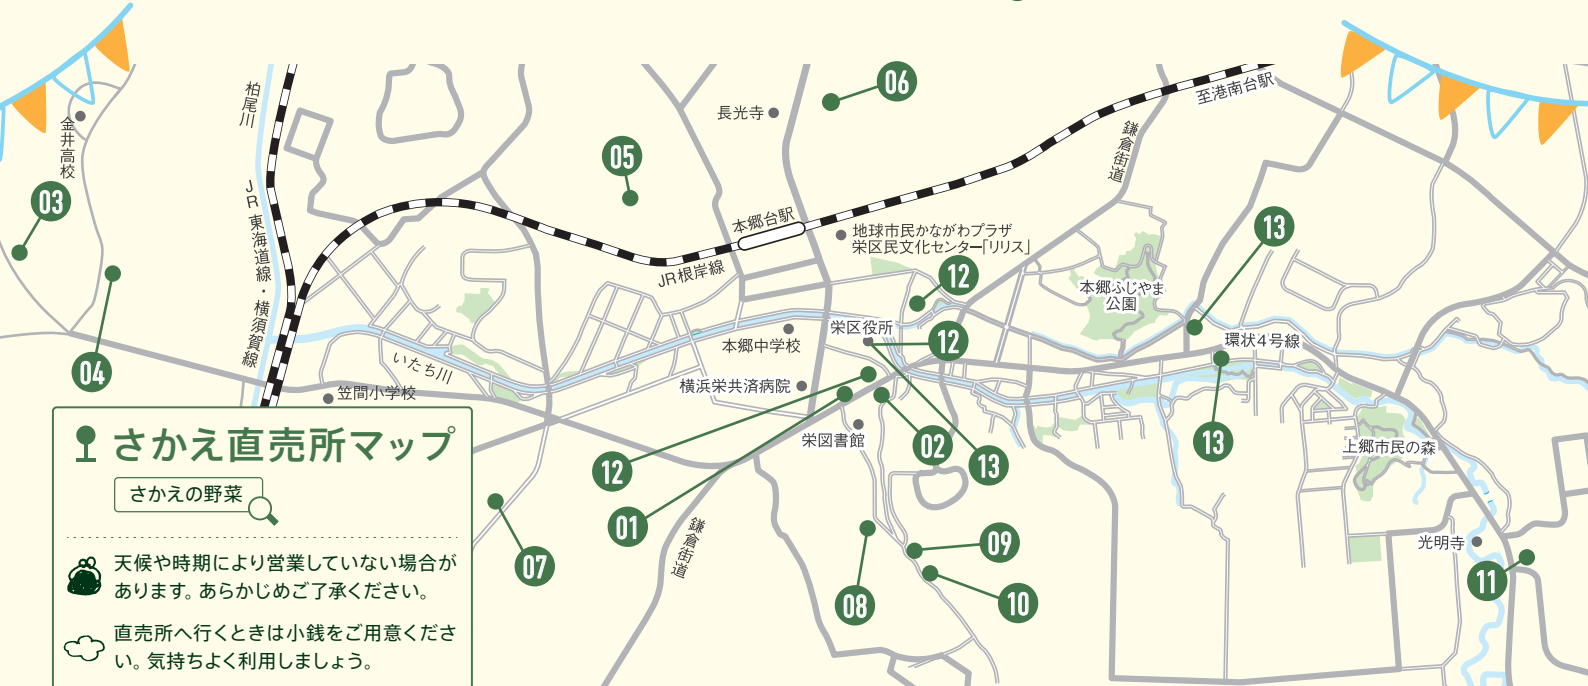 柏尾川
金井高校
長光寺
06
至港南台駅
鎌倉街道
05
03
JR東海道線・横須賀線
本郷台駅
地球市民かながわプラザ
栄区民文化センター「リリス」
JR根岸線
13
12
本郷ふじやま
公園
04
いたち川
笠間小学校
本郷中学校
栄区役所
12
環状4号線
横浜栄共済病院
栄図書館
02
13
13
上郷市民の森
12
01
07
鎌倉街道
09
08
10
光明寺
11
さかえ直売所マップ
さかえの野菜
天候や時期により営業していない場合が
あります。あらかじめご了承ください。
直売所へ行くときは小銭をご用意くださ
い。気持ちよく利用しましょう。